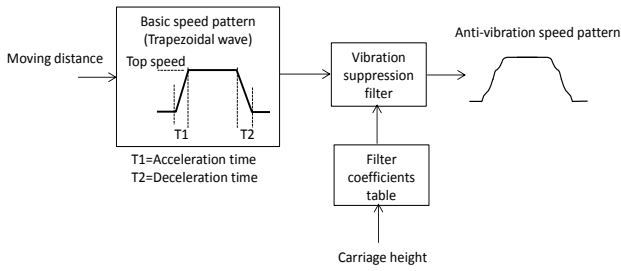 Basic speed pattern
(Trapezoidal wave)
Moving distance
Top speed
T1
T2
T1=Acceleration time
T2=Deceleration time
Vibration
suppression
filter
Anti-vibration speed pattern
Filter
coefficients
table
Carriage height